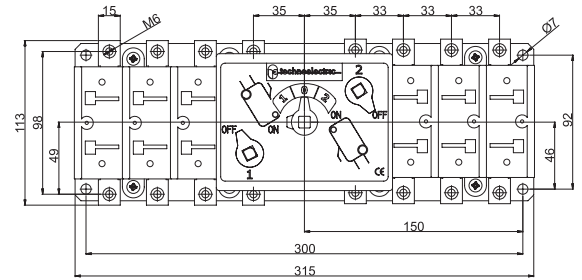 15
M6
35
35
33
33
33
Ø7
technoelectric
2
1 0 2
OFF
ON
OFF
ON
1
CE
113
98
49
92
46
150
300
315